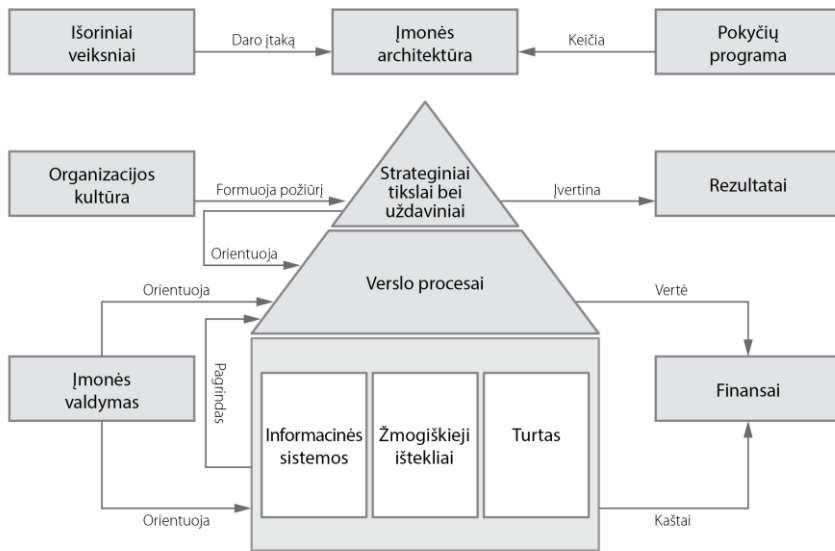 Išoriniai
veiksniai
Daro įtaką
Įmonės
architektūra
Keičia
Pokyčių
programa
Organizacijos
kultūra
Formuoja požiūrį
Strateginiai
tikslai bei
uždaviniai
Įvertina
Rezultatai
Orientuoja
Orientuoja
Verslo procesai
Vertė
Įmonės
valdymas
Pagrindas
Informacinės
sistemos
Žmogiškieji
ištekliai
Turtas
Finansai
Orientuoja
Kaštai